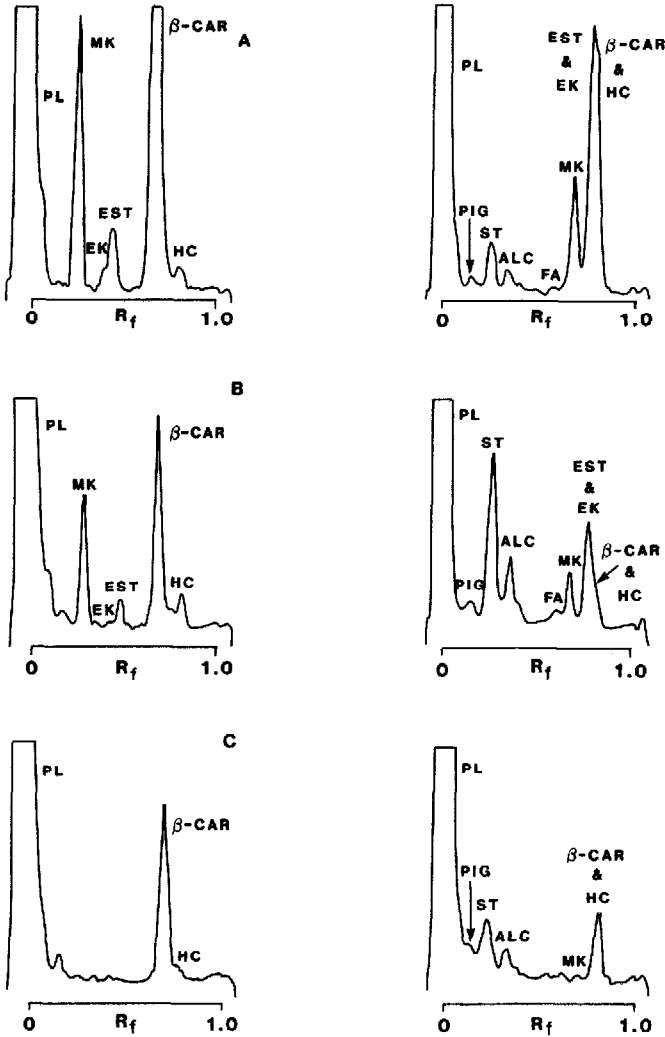 A
MK
β-CAR
PL
EST
EK
HC
0 Rf 1.0
EST
&
EK
β-CAR
&
HC
PL
MK
PIG
ST
ALC
FA
0 Rf 1.0
B
PL
β-CAR
MK
EST
EK
HC
0 Rf 1.0
PL
ST
EST
&
EK
ALC
β-CAR
&
HC
MK
PIG
FA
0 Rf 1.0
C
PL
β-CAR
HC
0 Rf 1.0
PL
β-CAR
&
HC
PIG
ST
ALC
MK
0 Rf 1.0